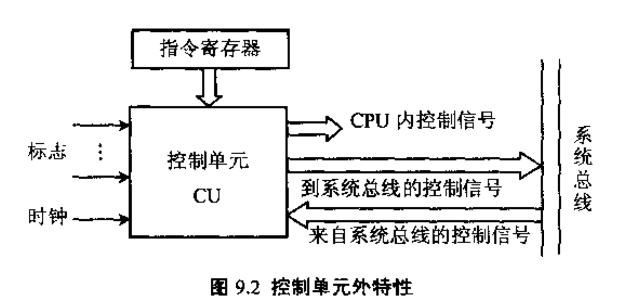 指令寄存器
CPU 内控制信号
标志
⋮
控制单元
CU
到系统总线的控制信号
时钟
来自系统总线的控制信号
系统总线
图 9.2 控制单元外特性